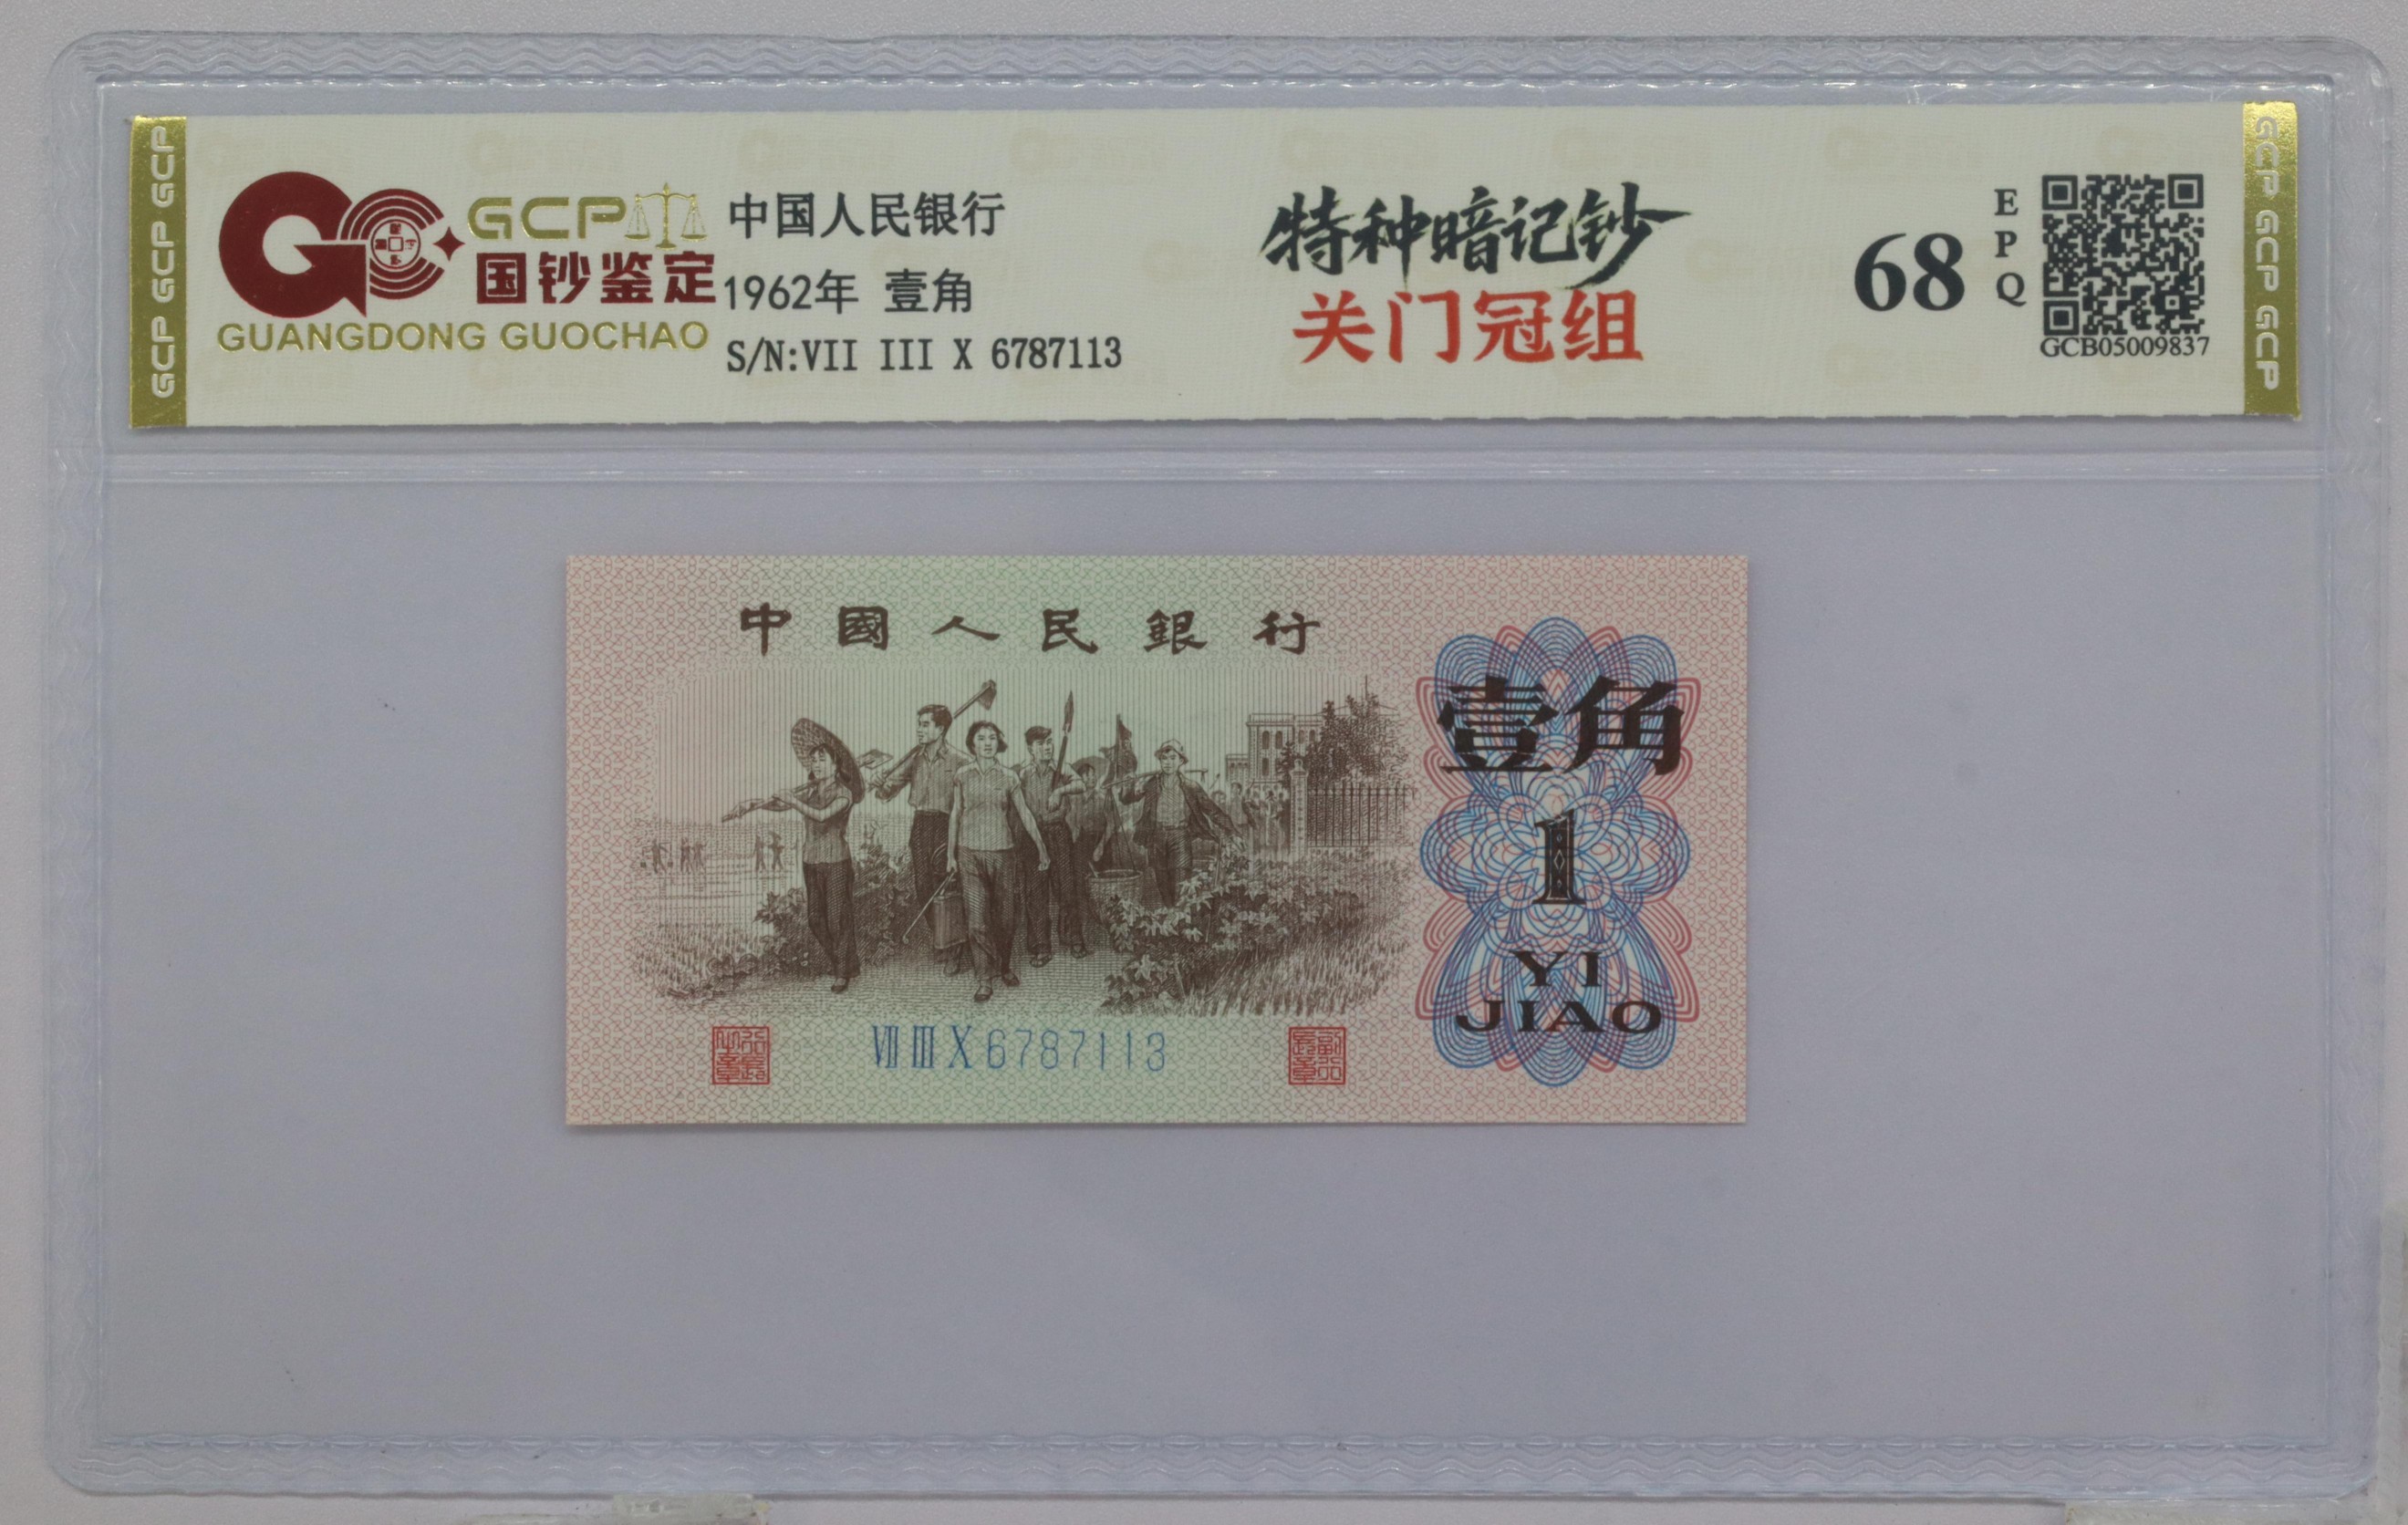 GCP GCP GCP
GCP
国钞鉴定
GUANGDONG GUOCHAO
中国人民银行
1962年 壹角
S/N:VII III X 6787113
特种暗记钞
关门冠组
68
EPQ
GCB05009837
GCP GCP GCP
中國人民銀行
壹角
1
YI
JIAO
VII III X 6787113